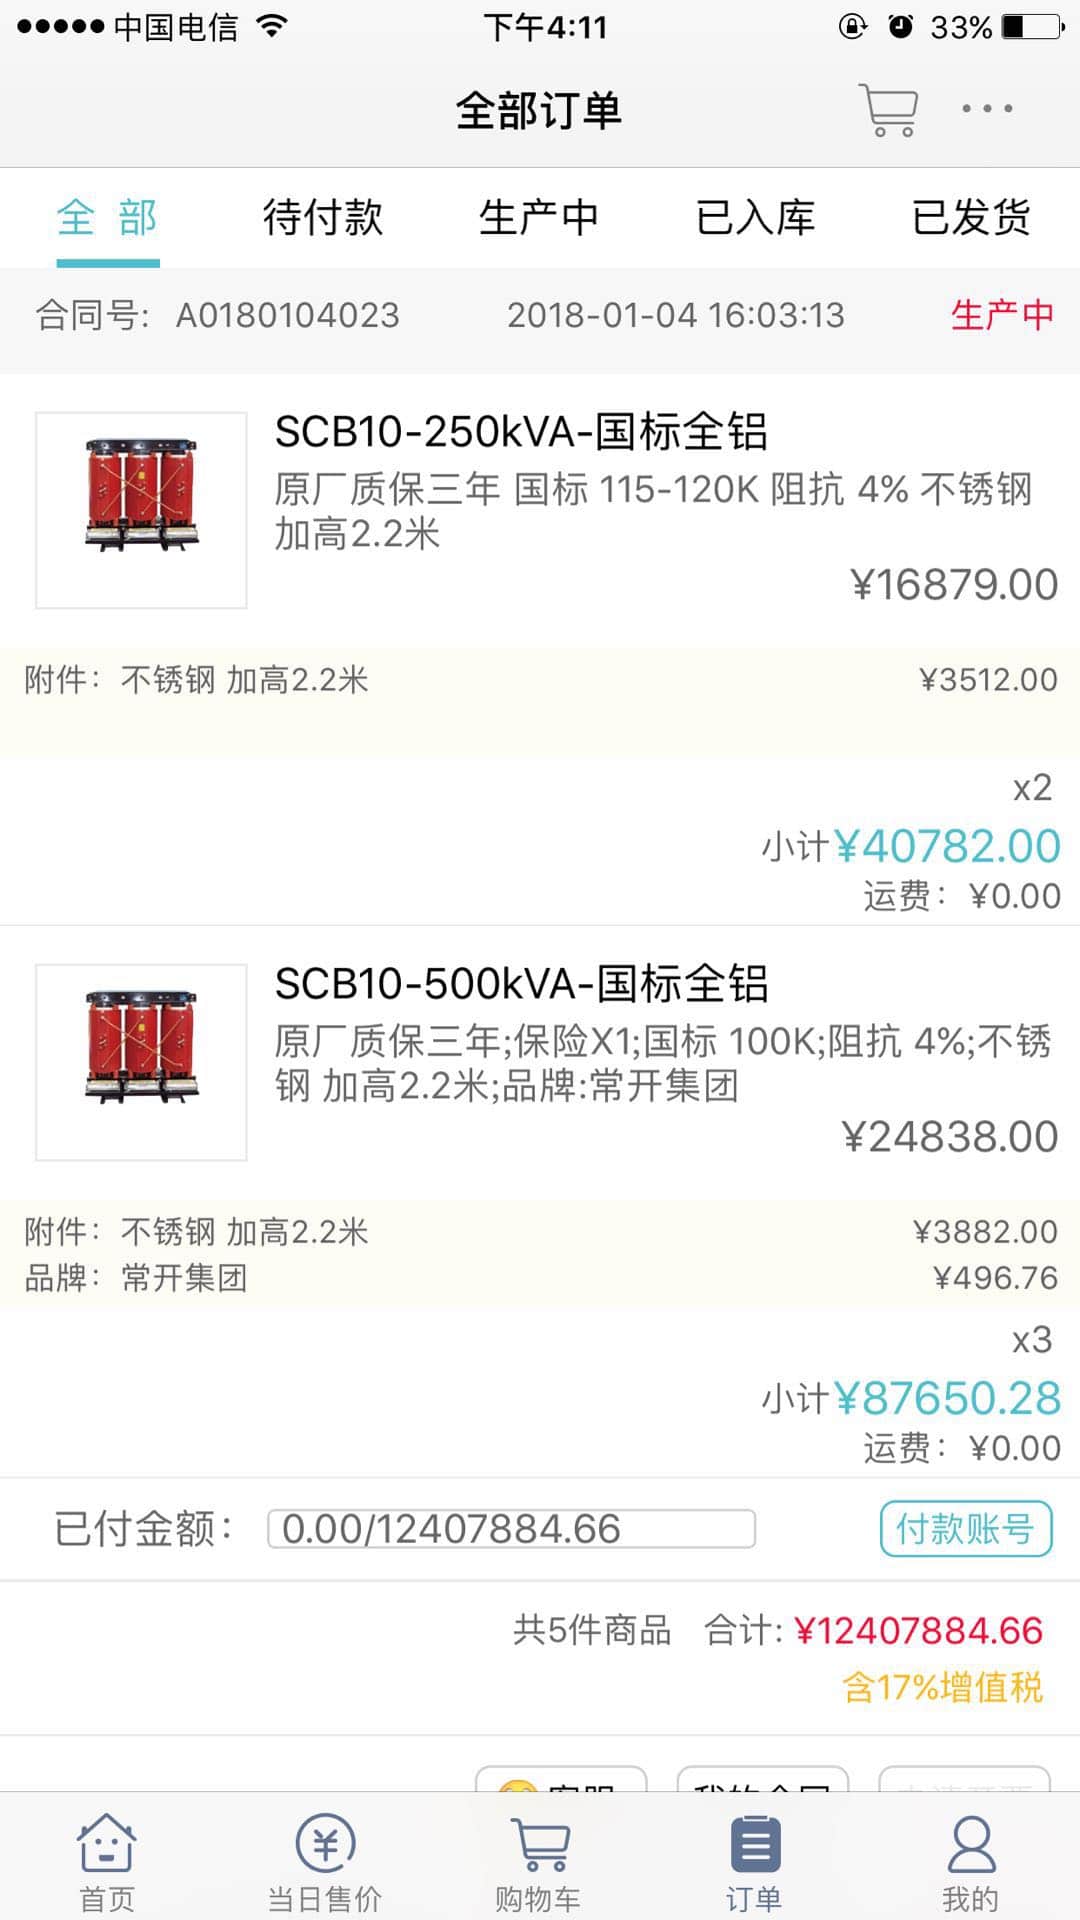 中国电信 下午4:11 33%
全部订单
全 部 待付款 生产中 已入库 已发货
合同号: A0180104023 2018-01-04 16:03:13 生产中
SCB10-250kVA-国标全铝
原厂质保三年 国标 115-120K 阻抗 4% 不锈钢
加高2.2米
¥16879.00
附件: 不锈钢 加高2.2米 ¥3512.00
x2
小计¥40782.00
运费: ¥0.00
SCB10-500kVA-国标全铝
原厂质保三年;保险X1;国标 100K;阻抗 4%;不锈
钢 加高2.2米;品牌:常开集团
¥24838.00
附件: 不锈钢 加高2.2米 ¥3882.00
品牌: 常开集团 ¥496.76
x3
小计¥87650.28
运费: ¥0.00
已付金额: 0.00/12407884.66 付款账号
共5件商品 合计: ¥12407884.66
含17%增值税
客服 我的合同
首页 当日售价 购物车 订单 我的